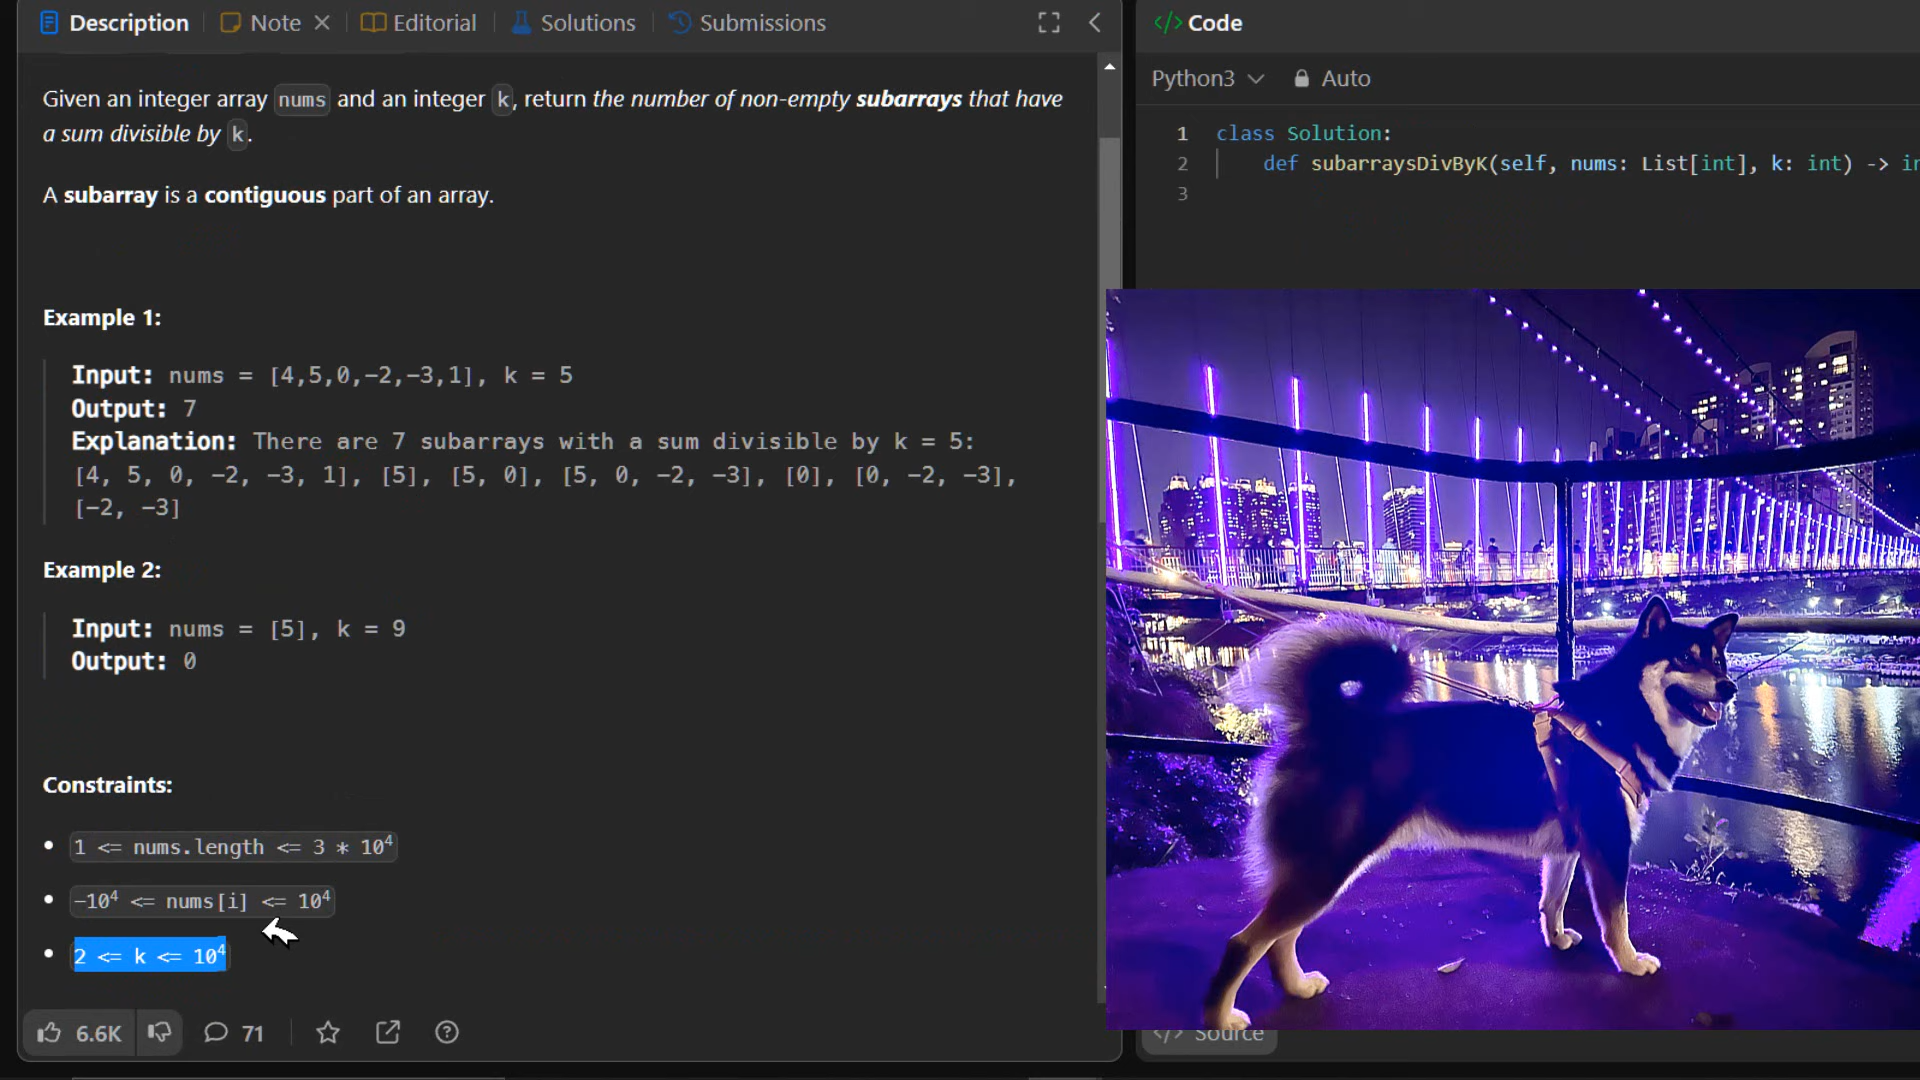 Description Note Editorial Solutions Submissions
Given an integer array nums and an integer k, return the number of non-empty subarrays that have
a sum divisible by k.
A subarray is a contiguous part of an array.
Example 1:
Input: nums = [4,5,0,-2,-3,1], k = 5
Output: 7
Explanation: There are 7 subarrays with a sum divisible by k = 5:
[4, 5, 0, -2, -3, 1], [5], [5, 0], [5, 0, -2, -3], [0], [0, -2, -3],
[-2, -3]
Example 2:
Input: nums = [5], k = 9
Output: 0
Constraints:
• 1 <= nums.length <= 3 * 10⁴
• -10⁴ <= nums[i] <= 10⁴
• 2 <= k <= 10⁴
6.6K 71
</> Code
Python3 Auto
1 class Solution:
2 def subarraysDivByK(self, nums: List[int], k: int) -> in
3
</> Source